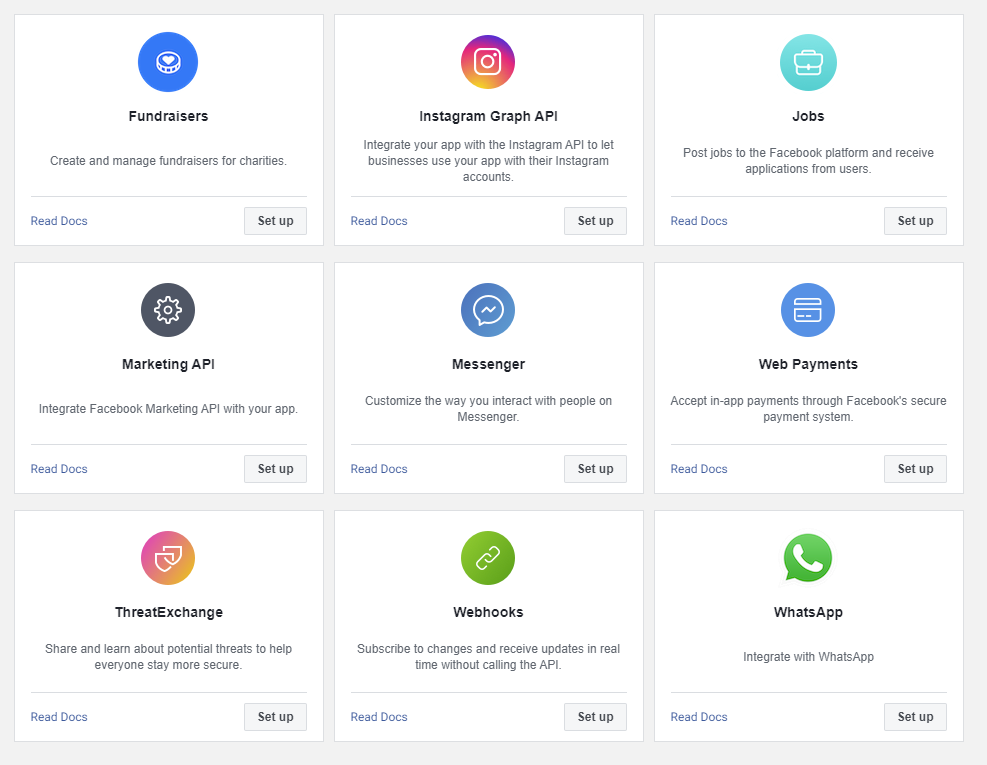 Fundraisers
Create and manage fundraisers for charities.
Read Docs
Set up
Instagram Graph API
Integrate your app with the Instagram API to let
businesses use your app with their Instagram
accounts.
Read Docs
Set up
Jobs
Post jobs to the Facebook platform and receive
applications from users.
Read Docs
Set up
Marketing API
Integrate Facebook Marketing API with your app.
Read Docs
Set up
Messenger
Customize the way you interact with people on
Messenger.
Read Docs
Set up
Web Payments
Accept in-app payments through Facebook's secure
payment system.
Read Docs
Set up
ThreatExchange
Share and learn about potential threats to help
everyone stay more secure.
Read Docs
Set up
Webhooks
Subscribe to changes and receive updates in real
time without calling the API.
Read Docs
Set up
WhatsApp
Integrate with WhatsApp
Read Docs
Set up